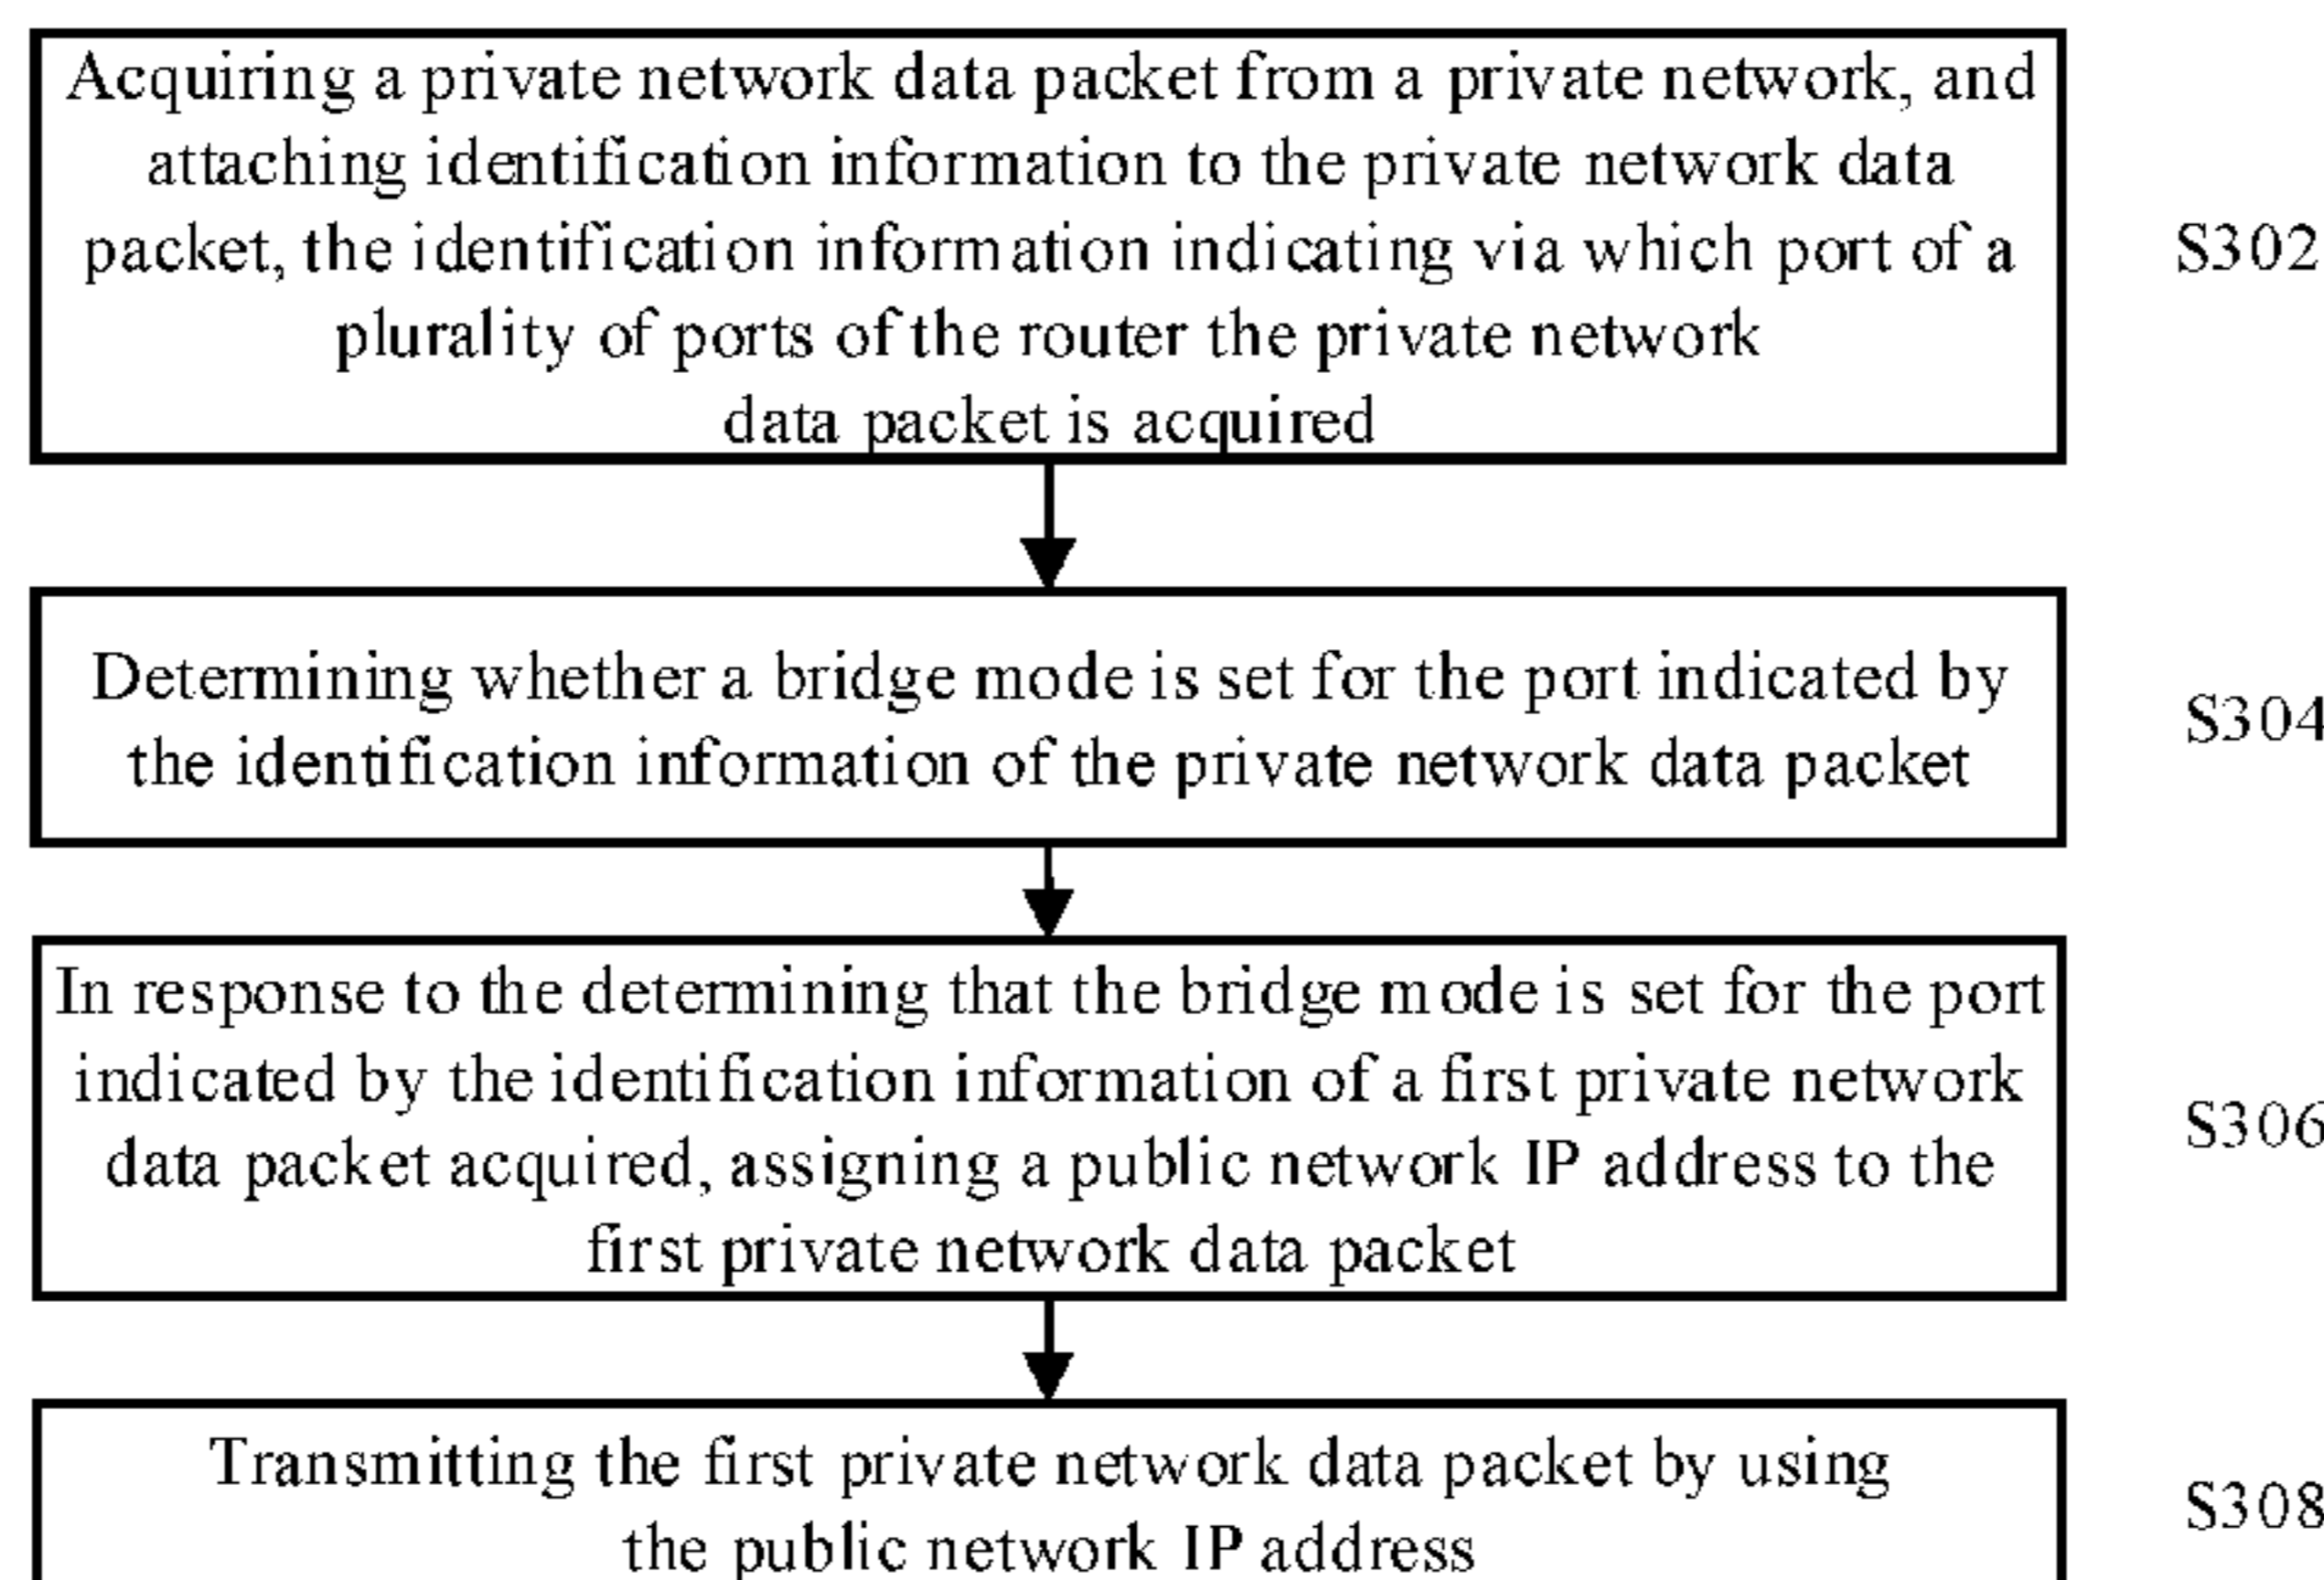 Acquiring a private network data packet from a private network, and
attaching identification information to the private network data
packet, the identification information indicating via which port of a
plurality of ports of the router the private network
data packet is acquired
S302
Determining whether a bridge mode is set for the port indicated by
the identification information of the private network data packet
S304
In response to the determining that the bridge mode is set for the port
indicated by the identification information of a first private network
data packet acquired, assigning a public network IP address to the
first private network data packet
S306
Transmitting the first private network data packet by using
the public network IP address
S308